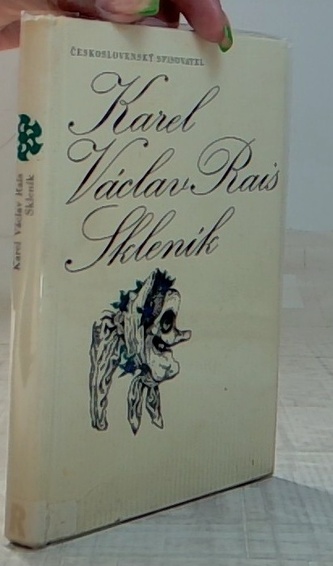 ČESKOSLOVENSKÝ SPISOVATEL
Karel
Václav Rais
Skleník
Karel Václav Rais
Skleník
R